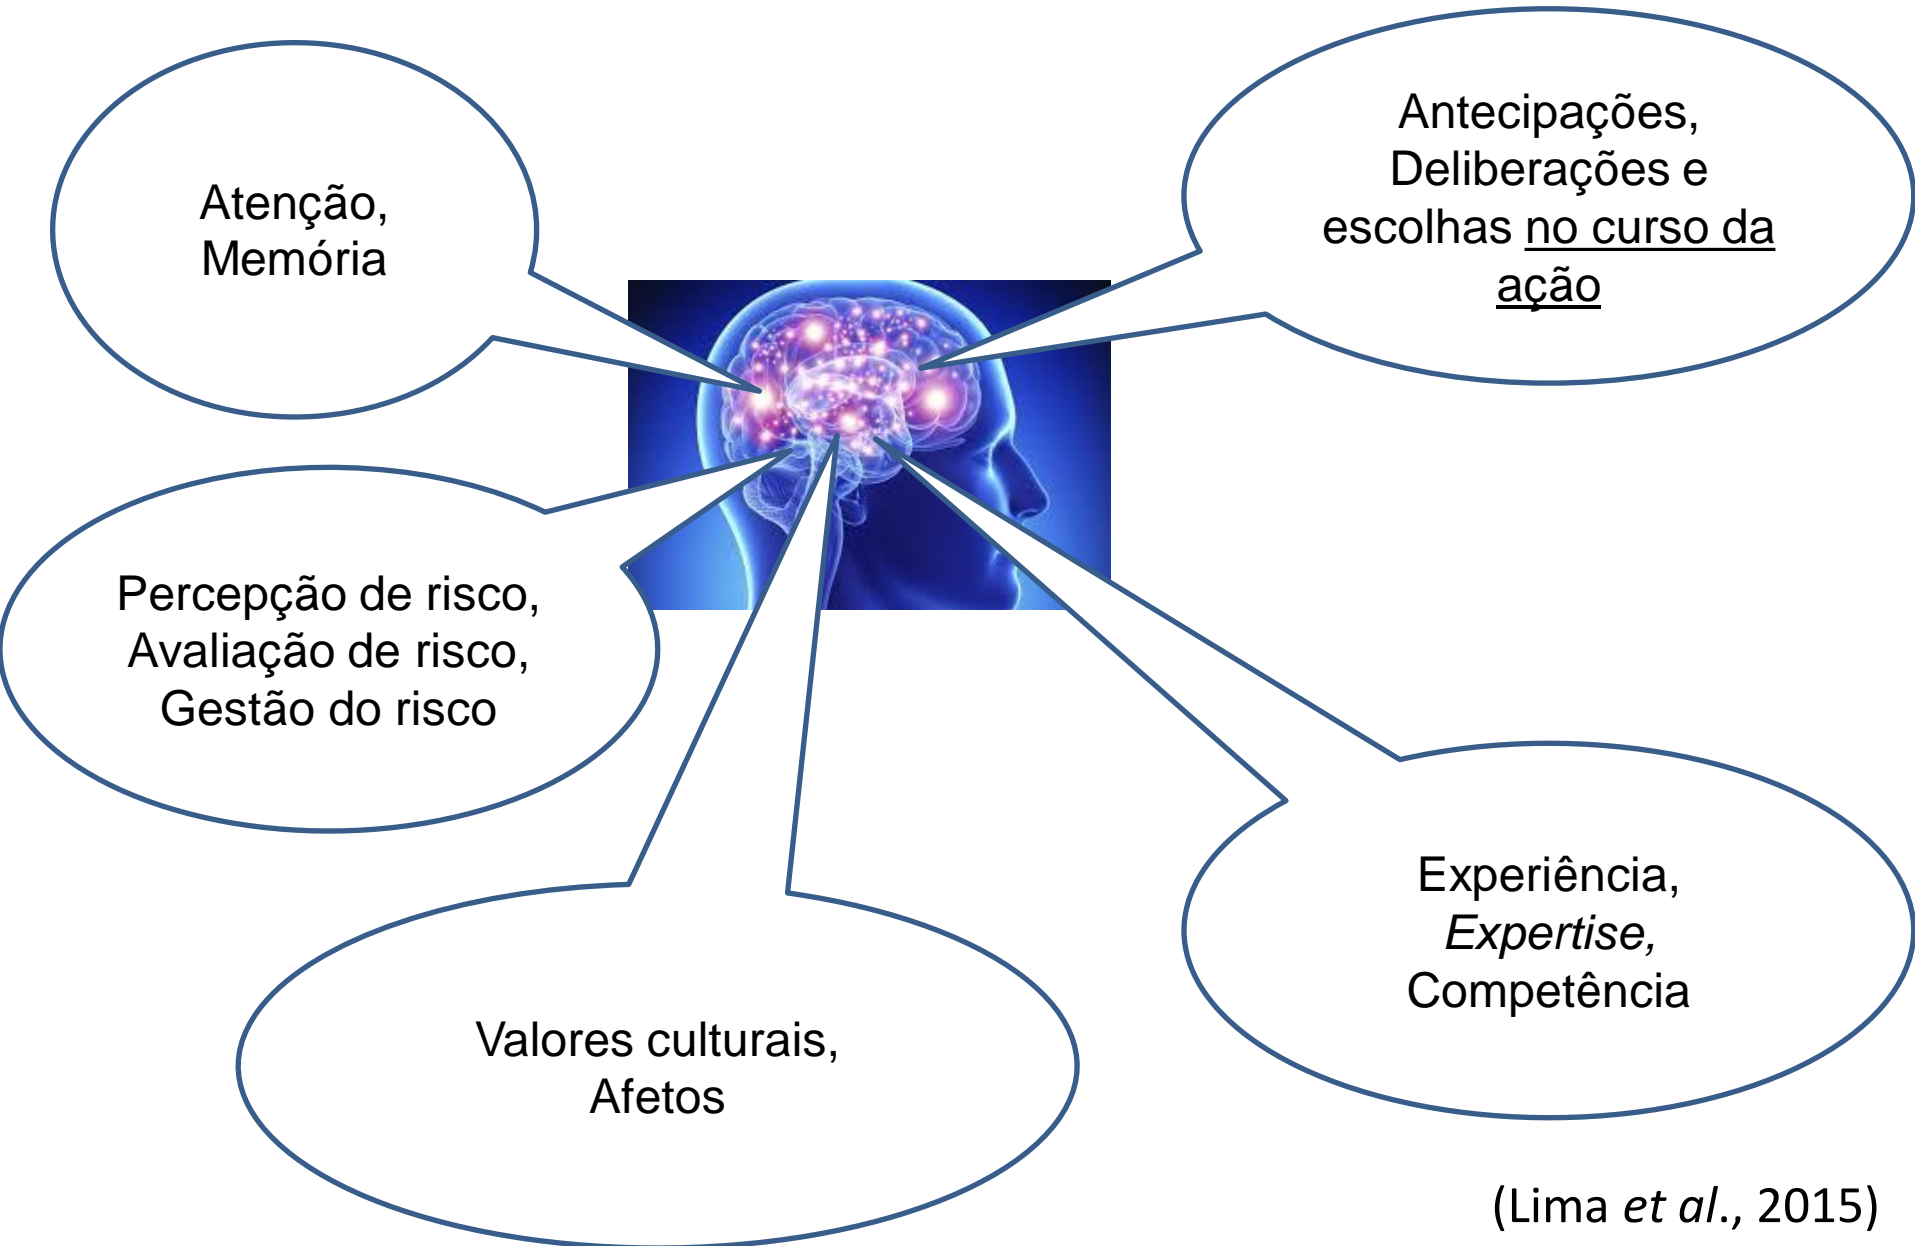 Atenção,
Memória
Antecipações,
Deliberações e
escolhas no curso da
ação
Percepção de risco,
Avaliação de risco,
Gestão do risco
Valores culturais,
Afetos
Experiência,
Expertise,
Competência
(Lima et al., 2015)